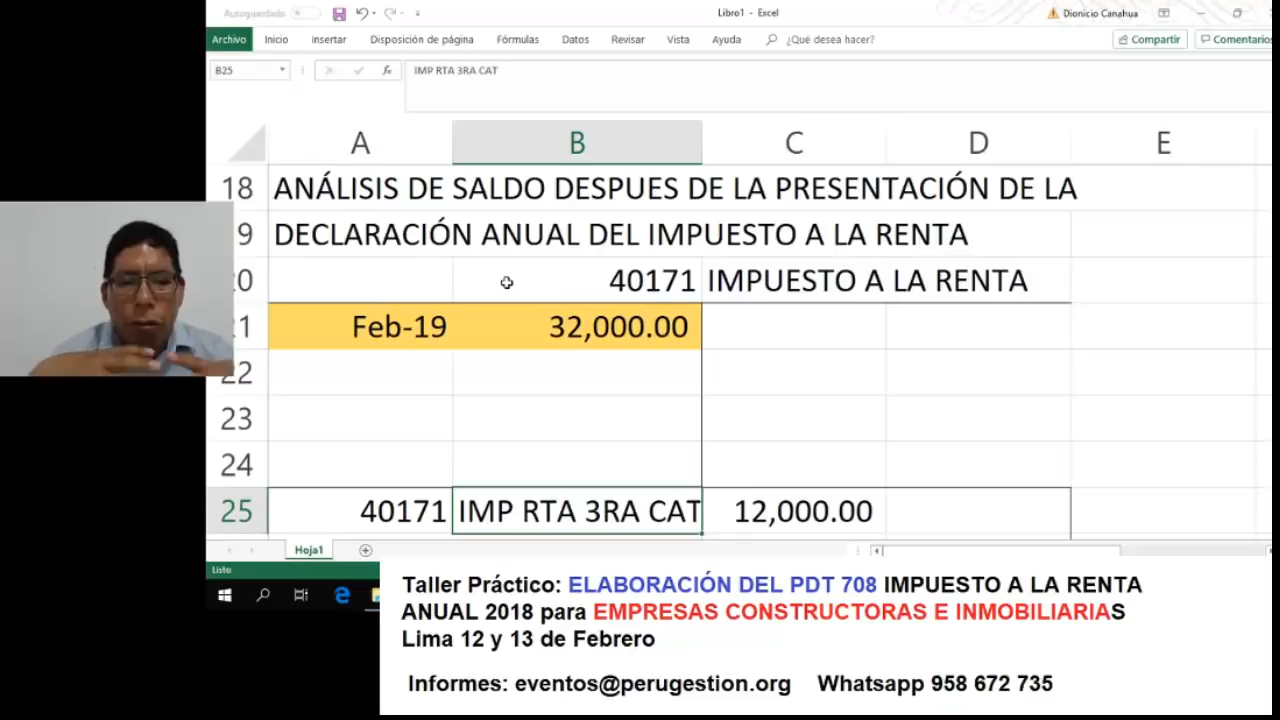 Autoguardado
Libro1 - Excel
Dionicio Canahua
Archivo Inicio Insertar Disposición de página Fórmulas Datos Revisar Vista Ayuda ¿Qué desea hacer? Compartir Comentarios
B25 fx IMP RTA 3RA CAT
A B C D E
18 ANÁLISIS DE SALDO DESPUES DE LA PRESENTACIÓN DE LA
9 DECLARACIÓN ANUAL DEL IMPUESTO A LA RENTA
20 40171 IMPUESTO A LA RENTA
21 Feb-19 32,000.00
22
23
24
25 40171 IMP RTA 3RA CAT 12,000.00
Hoja1
Listo
Taller Práctico: ELABORACIÓN DEL PDT 708 IMPUESTO A LA RENTA
ANUAL 2018 para EMPRESAS CONSTRUCTORAS E INMOBILIARIAS
Lima 12 y 13 de Febrero
Informes: eventos@perugestion.org Whatsapp 958 672 735